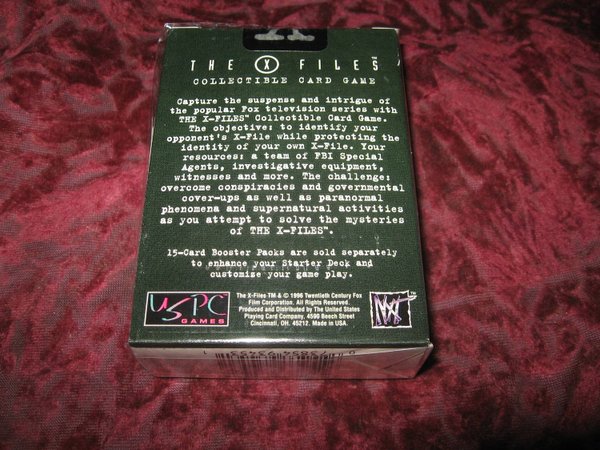 THE X FILES™
COLLECTIBLE CARD GAME
Capture the suspense and intrigue of
the popular Fox television series with
THE X-FILES™ Collectible Card Game.
The objective: to identify your
opponent's X-File while protecting the
identity of your own X-File. Your
resources: a team of FBI Special
Agents, investigative equipment,
witnesses and more. The challenge:
overcome conspiracies and governmental
cover-ups as well as paranormal
phenomena and supernatural activities
as you attempt to solve the mysteries
of THE X-FILES™.
15-Card Booster Packs are sold separately
to enhance your Starter Deck and
customize your game play.
USPC
GAMES
The X-Files TM & © 1996 Twentieth Century Fox
Film Corporation. All Rights Reserved.
Produced and Distributed by The United States
Playing Card Company, 4590 Beech Street
Cincinnati, OH. 45212. Made in USA.
NXT™